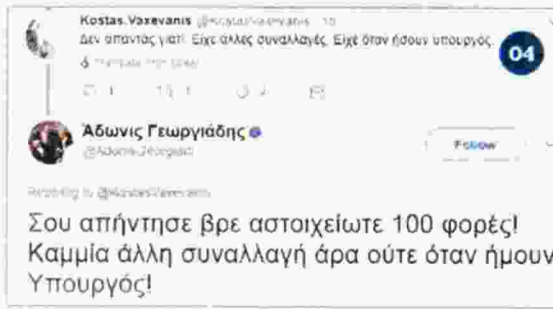 Kostas.Vaxevanis
Δεν απαντάς γιατί. Είχε άλλες συναλλαγές. Είχε όταν ήσουν υπουργός.
04
Άδωνις Γεωργιάδης
Follow
Σου απήντησε βρε αστοιχείωτε 100 φορές!
Καμμία άλλη συναλλαγή άρα ούτε όταν ήμουν
Υπουργός!